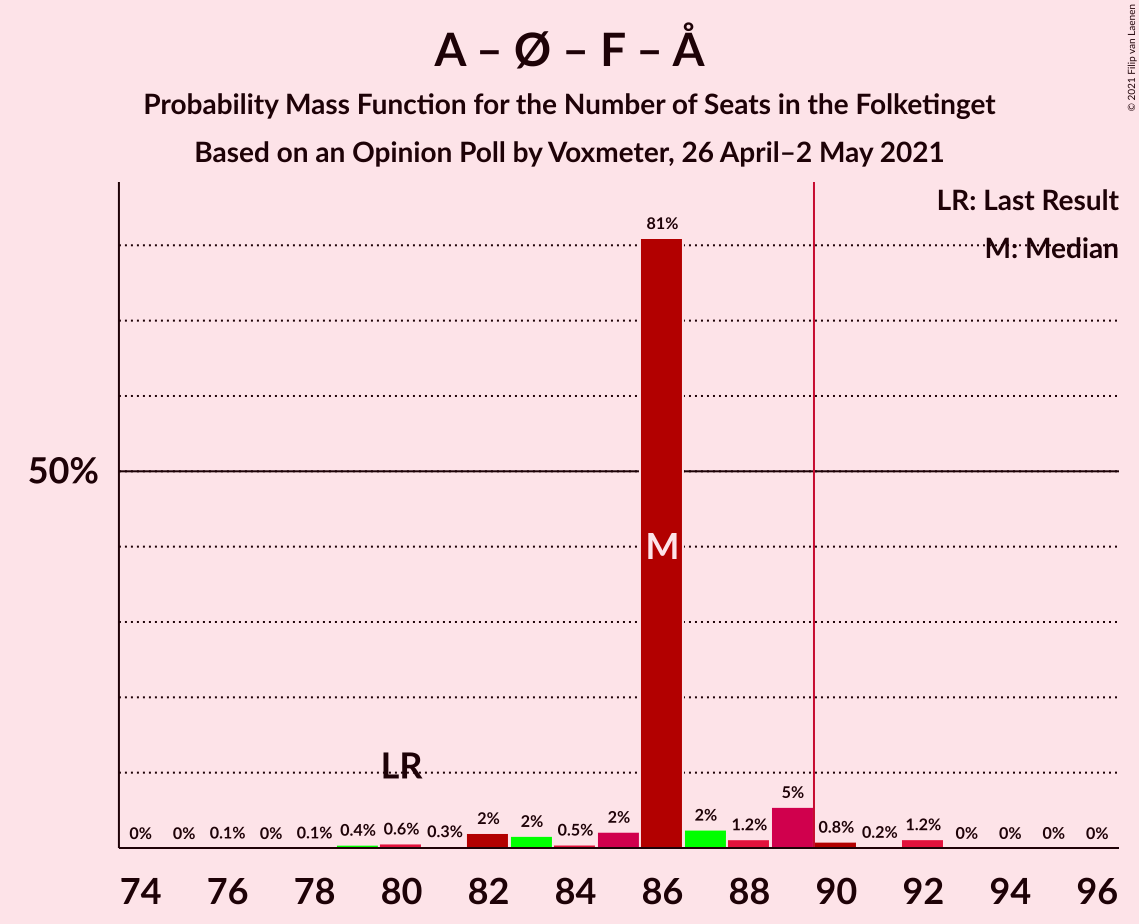 A – Ø – F – Å
Probability Mass Function for the Number of Seats in the Folketinget
Based on an Opinion Poll by Voxmeter, 26 April–2 May 2021
© 2021 Filip van Laenen
LR: Last Result
M: Median
81%
50%
M
LR
0% 0% 0.1% 0% 0.1% 0.4% 0.6% 0.3% 2% 2% 0.5% 2% 2% 1.2% 5% 0.8% 0.2% 1.2% 0% 0% 0% 0%
74 76 78 80 82 84 86 88 90 92 94 96